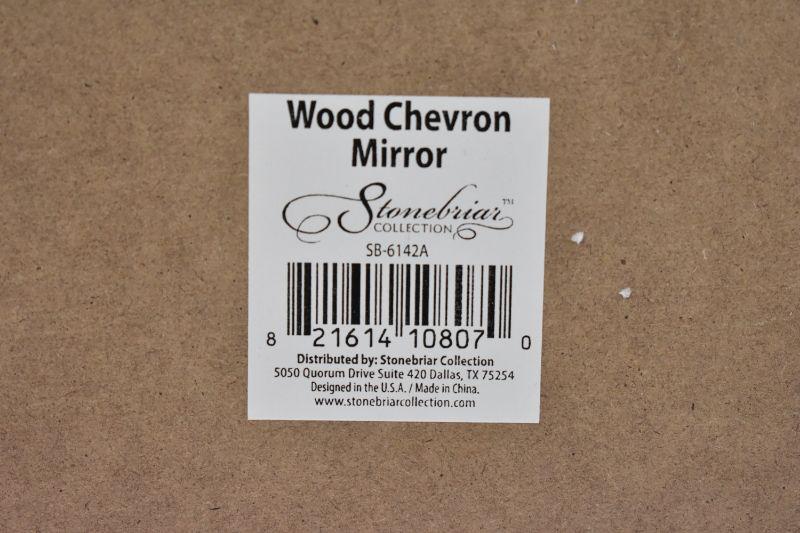 Wood Chevron
Mirror
Stonebriar™
COLLECTION
SB-6142A
8 21614 10807 0
Distributed by: Stonebriar Collection
5050 Quorum Drive Suite 420 Dallas, TX 75254
Designed in the U.S.A. / Made in China.
www.stonebriarcollection.com